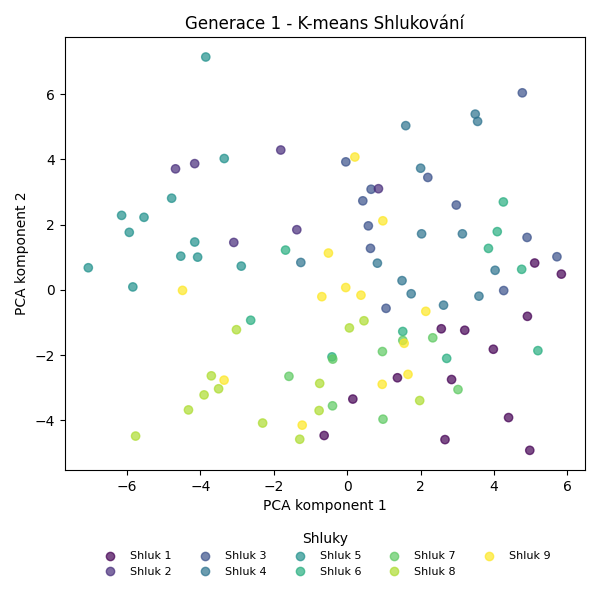 Generace 1 - K-means Shlukování
6
4
2
0
−2
−4
PCA komponent 2
−6 −4 −2 0 2 4 6
PCA komponent 1
Shluky
Shluk 1 Shluk 3 Shluk 5 Shluk 7 Shluk 9
Shluk 2 Shluk 4 Shluk 6 Shluk 8